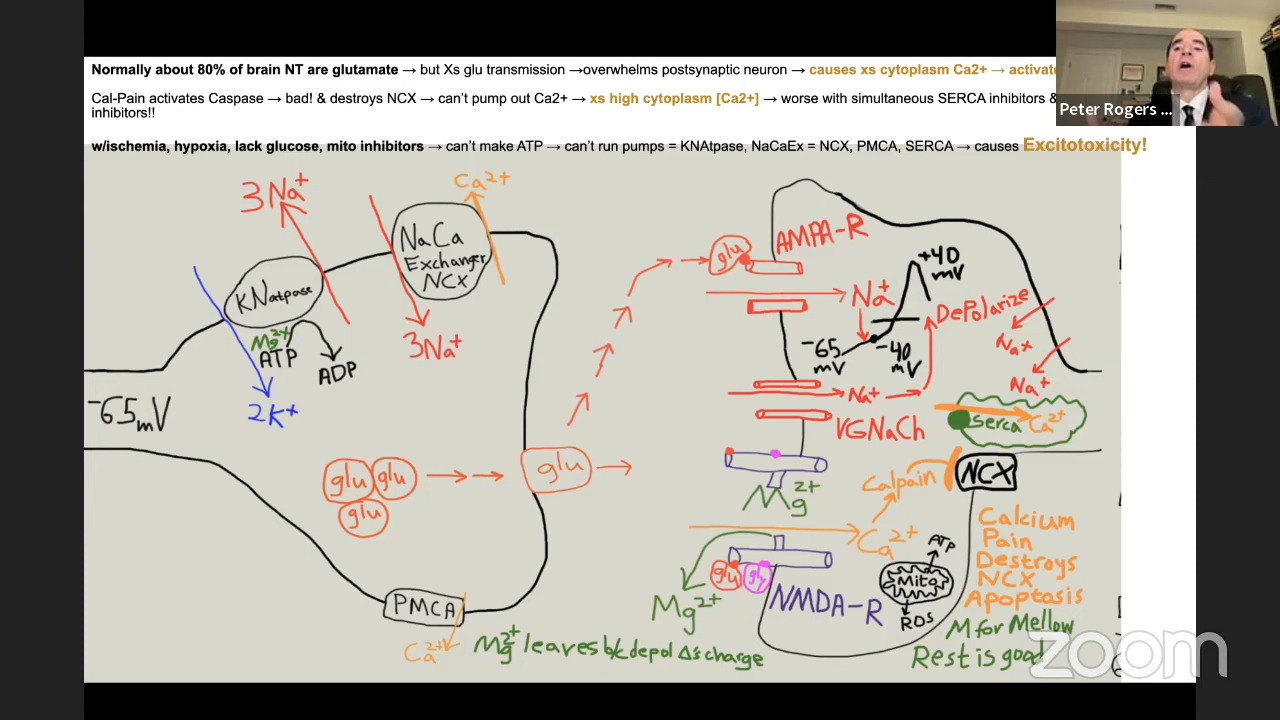 Normally about 80% of brain NT are glutamate → but Xs glu transmission →overwhelms postsynaptic neuron → causes xs cytoplasm Ca2+ → activate
Cal-Pain activates Caspase → bad! & destroys NCX → can't pump out Ca2+ → xs high cytoplasm [Ca2+] → worse with simultaneous SERCA inhibitors &
inhibitors!!
Peter Rogers ...
w/ischemia, hypoxia, lack glucose, mito inhibitors → can't make ATP → can't run pumps = KNAtpase, NaCaEx = NCX, PMCA, SERCA → causes Excitotoxicity!
3Na+
Ca2+
NaCa
Exchanger
NCX
KNatpase
Mg2+
ATP
ADP
3Na+
2K+
-65mV
glu
glu
glu
glu
PMCA
Ca2+
Mg2+ leaves b/c depol Δ's charge
glu
AMPA-R
Na+
+40
mV
Depolarize
-65
mV
-40
mV
Na+
Na+
Na+
VGNaCh
Serca
Ca2+
Mg2+
Calpain
NCX
Ca2+
ATP
Mito
ROS
glu
gly
NMDA-R
Mg2+
Calcium
Pain
Destroys
NCX
Apoptosis
M for Mellow
Rest is good
zoom